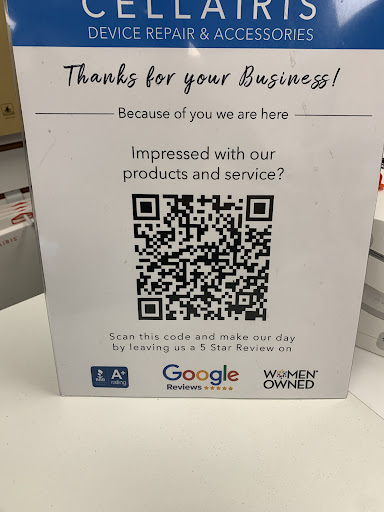 CELLAIRIS
DEVICE REPAIR & ACCESSORIES
Thanks for your Business!
Because of you we are here
Impressed with our
products and service?
Scan this code and make our day
by leaving us a 5 Star Review on
BBB A+ rating
Google
Reviews ★★★★★
WOMEN
OWNED